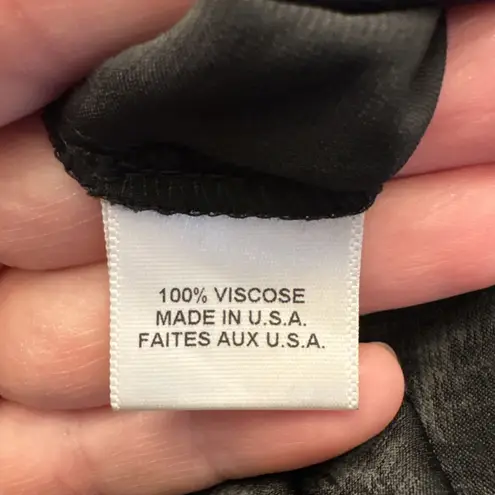 100% VISCOSE
MADE IN U.S.A.
FAITES AUX U.S.A.